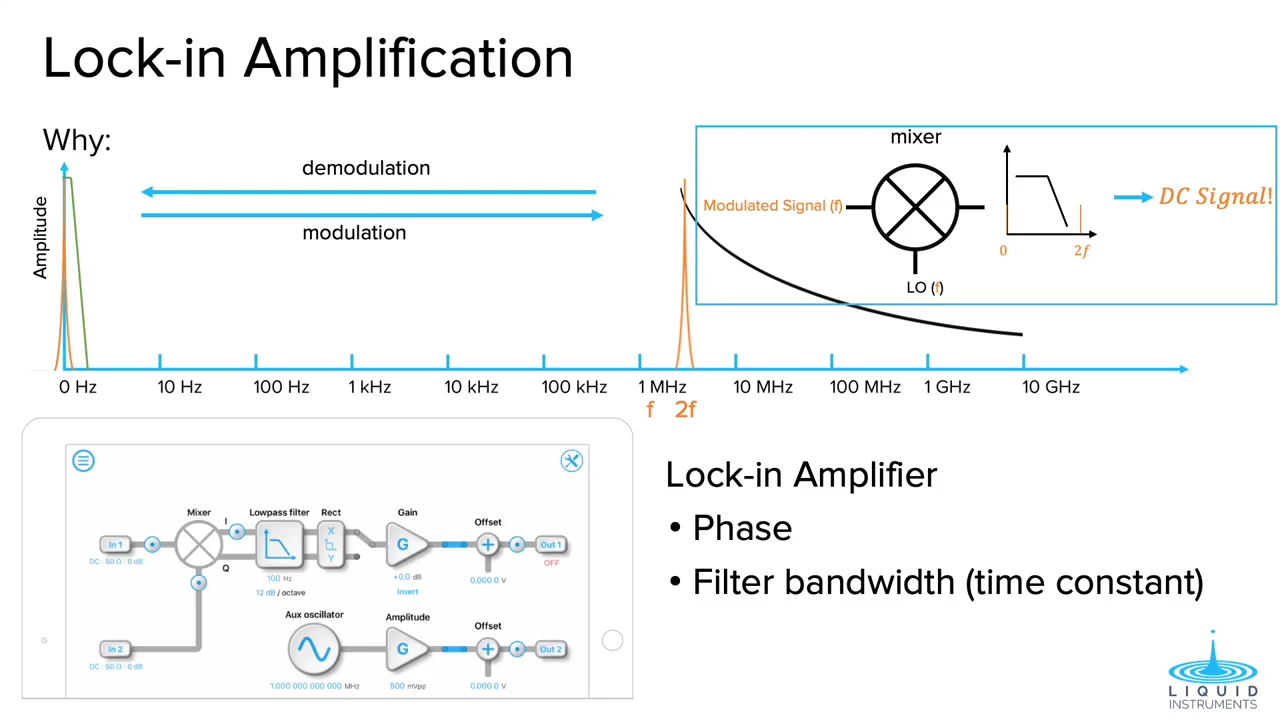 Lock-in Amplification
Why:
demodulation
modulation
Amplitude
mixer
Modulated Signal (f)
LO (f)
0
2f
DC Signal!
0 Hz
10 Hz
100 Hz
1 kHz
10 kHz
100 kHz
1 MHz
10 MHz
100 MHz
1 GHz
10 GHz
f
2f
Mixer
I
Q
Lowpass filter
Rect
Gain
Offset
In 1
DC : 50 Ω : 0 dB
X
Y
G
Out 1
OFF
100 Hz
12 dB / octave
+0.0 dB
Invert
0.000 0 V
Aux oscillator
Amplitude
Offset
In 2
DC : 50 Ω : 0 dB
G
Out 2
1.000 000 000 000 MHz
500 mVpp
0.000 0 V
Lock-in Amplifier
• Phase
• Filter bandwidth (time constant)
LIQUID
INSTRUMENTS